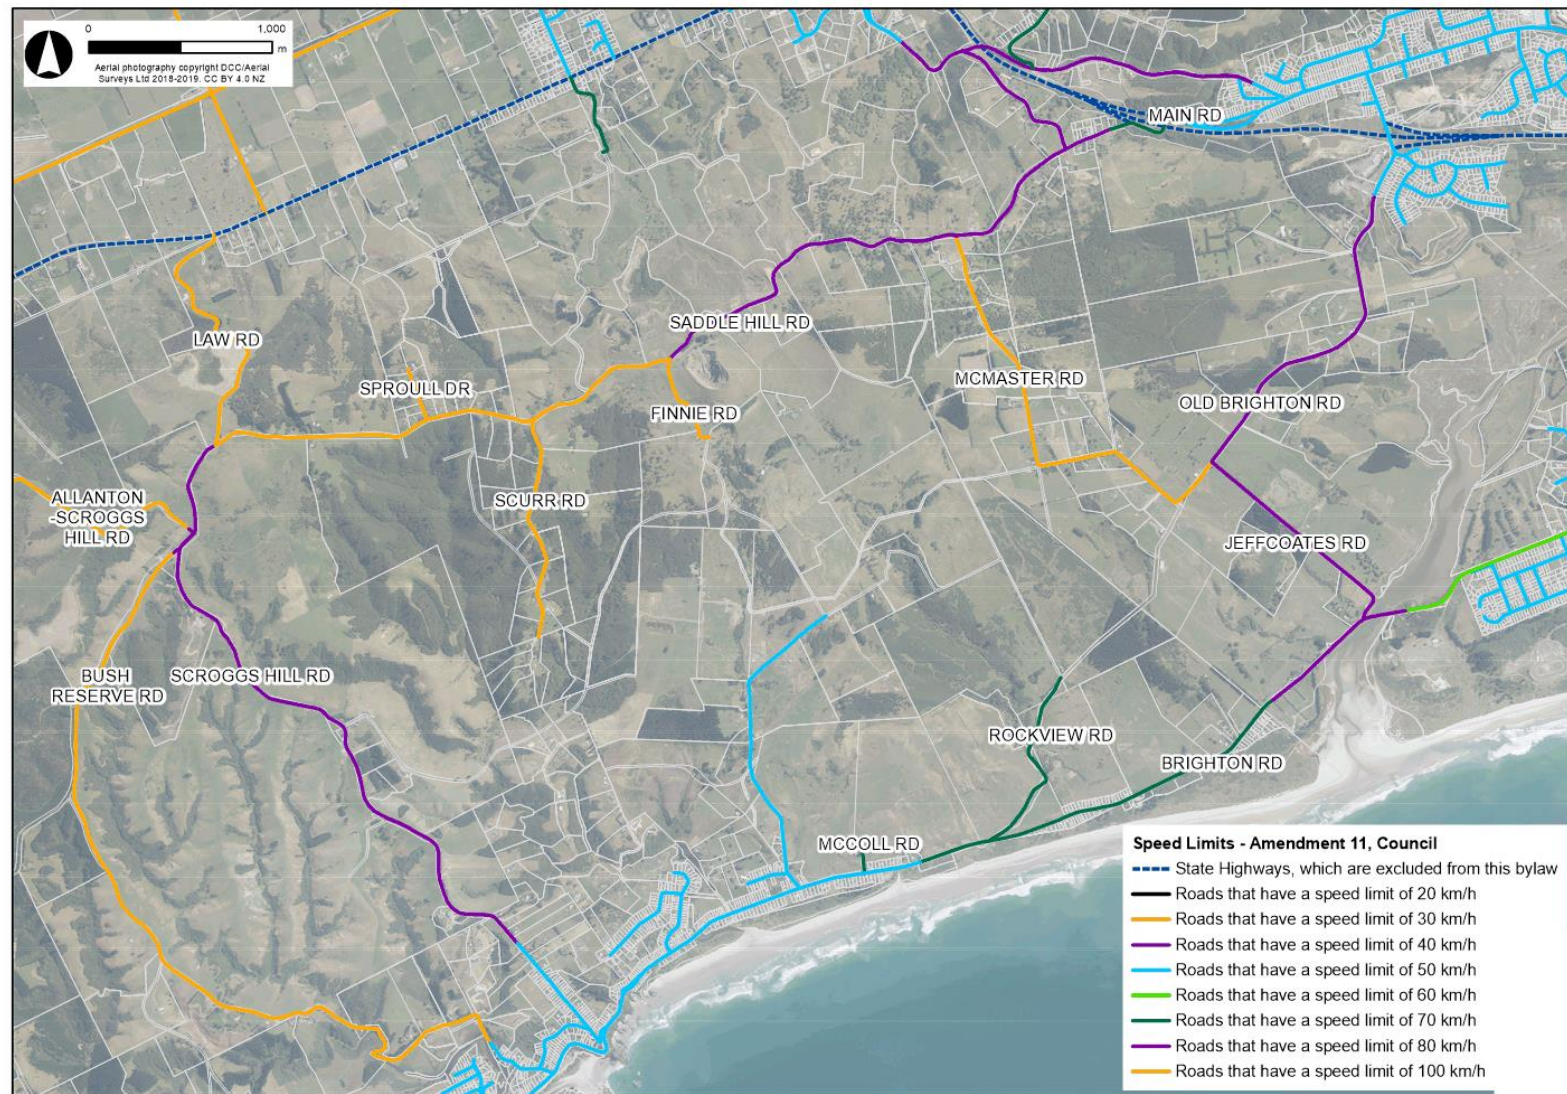 0
1,000
m
Aerial photography copyright DCC/Aerial
Surveys Ltd 2018-2019. CC BY 4.0 NZ
MAIN RD
LAW RD
SADDLE HILL RD
SPROULL DR
MCMASTER RD
FINNIE RD
OLD BRIGHTON RD
ALLANTON
-SCROGGS
HILL RD
SCURR RD
JEFFCOATES RD
BUSH
RESERVE RD
SCROGGS HILL RD
ROCKVIEW RD
BRIGHTON RD
MCCOLL RD
Speed Limits - Amendment 11, Council
State Highways, which are excluded from this bylaw
Roads that have a speed limit of 20 km/h
Roads that have a speed limit of 30 km/h
Roads that have a speed limit of 40 km/h
Roads that have a speed limit of 50 km/h
Roads that have a speed limit of 60 km/h
Roads that have a speed limit of 70 km/h
Roads that have a speed limit of 80 km/h
Roads that have a speed limit of 100 km/h